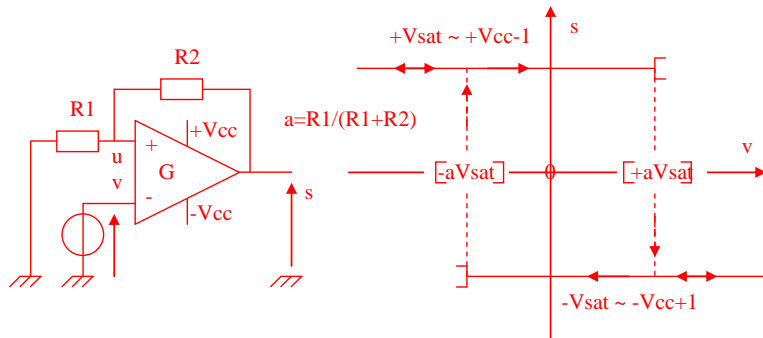 R2
R1
+Vcc
+
u
G
v
-
-Vcc
s
a=R1/(R1+R2)
+Vsat ~ +Vcc-1
s
v
-aVsat
0
+aVsat
-Vsat ~ -Vcc+1